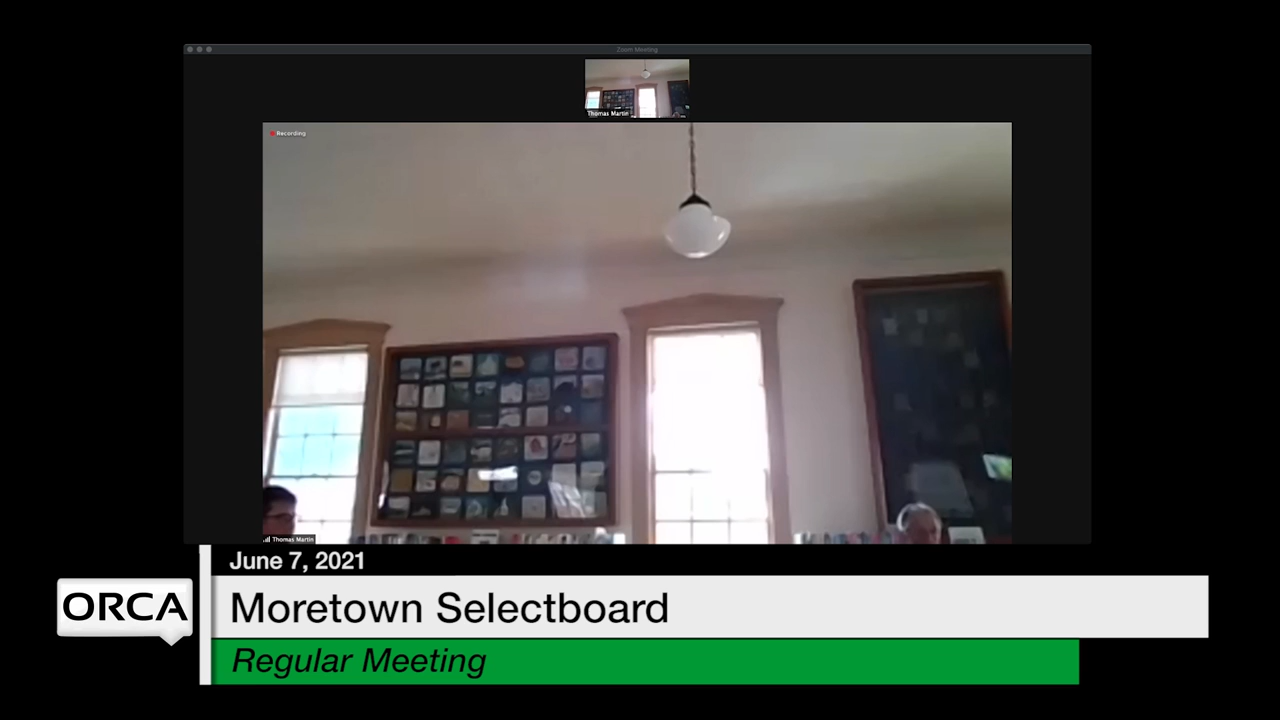 Zoom Meeting
Thomas Martin
Recording
Thomas Martin
June 7, 2021
ORCA
Moretown Selectboard
Regular Meeting